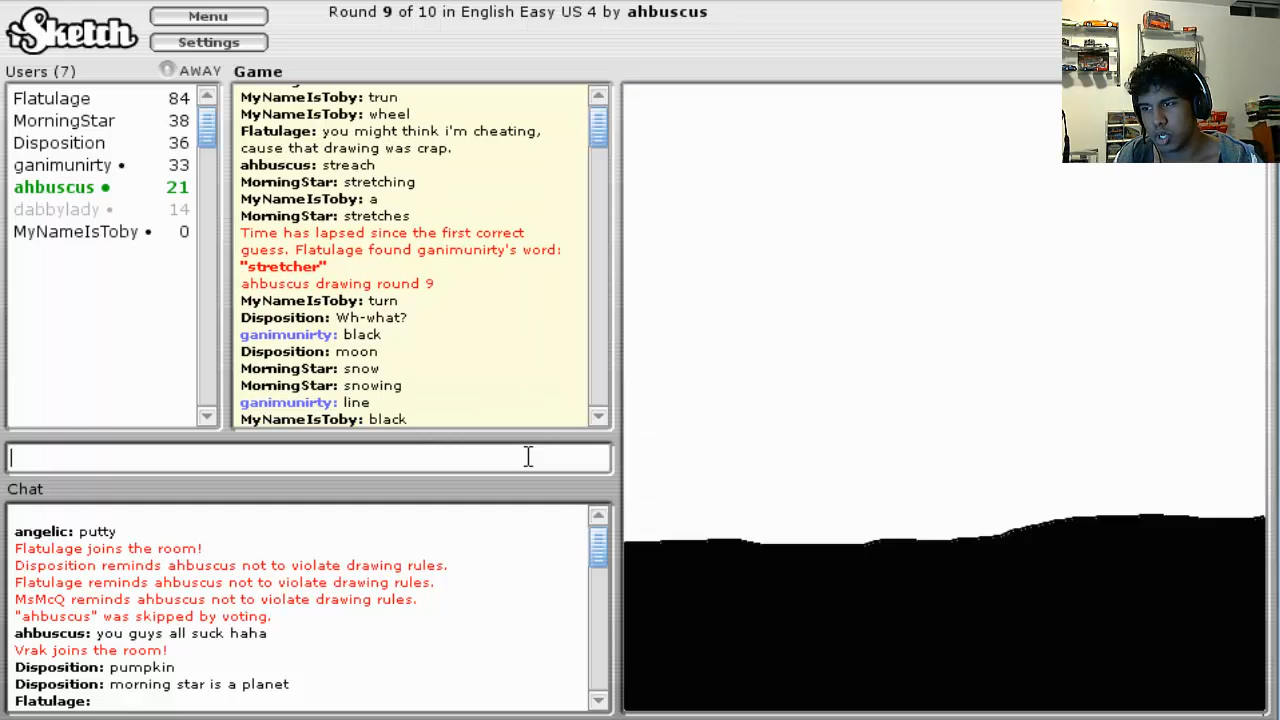 iSketch
Menu
Settings
Round 9 of 10 in English Easy US 4 by ahbuscus
Users (7)
AWAY
Game
Flatulage 84
MorningStar 38
Disposition 36
ganimunirty • 33
ahbuscus • 21
dabbylady • 14
MyNameIsToby • 0
MyNameIsToby: trun
MyNameIsToby: wheel
Flatulage: you might think i'm cheating,
cause that drawing was crap.
ahbuscus: streach
MorningStar: stretching
MyNameIsToby: a
MorningStar: stretches
Time has lapsed since the first correct
guess. Flatulage found ganimunirty's word:
"stretcher"
ahbuscus drawing round 9
MyNameIsToby: turn
Disposition: Wh-what?
ganimunirty: black
Disposition: moon
MorningStar: snow
MorningStar: snowing
ganimunirty: line
MyNameIsToby: black
Chat
angelic: putty
Flatulage joins the room!
Disposition reminds ahbuscus not to violate drawing rules.
Flatulage reminds ahbuscus not to violate drawing rules.
MsMcQ reminds ahbuscus not to violate drawing rules.
"ahbuscus" was skipped by voting.
ahbuscus: you guys all suck haha
Vrak joins the room!
Disposition: pumpkin
Disposition: morning star is a planet
Flatulage: